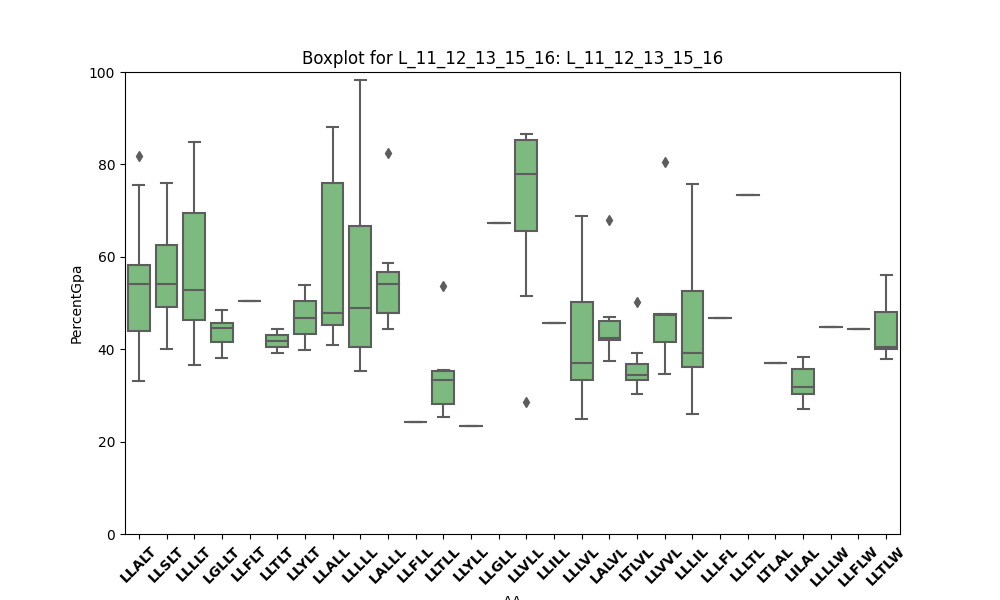 Boxplot for L_11_12_13_15_16: L_11_12_13_15_16
100
80
60
40
20
0
PercentGpa
LLALT LLSLT LLLLT LGLLT LLFLT LLTLT LLYLT LLALL LLLLL LALLL LLFLL LLTLL LLYLL LLGLL LLVLL LLILL LLLVL LALVL LTLVL LLVVL LLLIL LLLFL LLLTL LTLAL LILAL LLLLW LLFLW LLTLW
AA